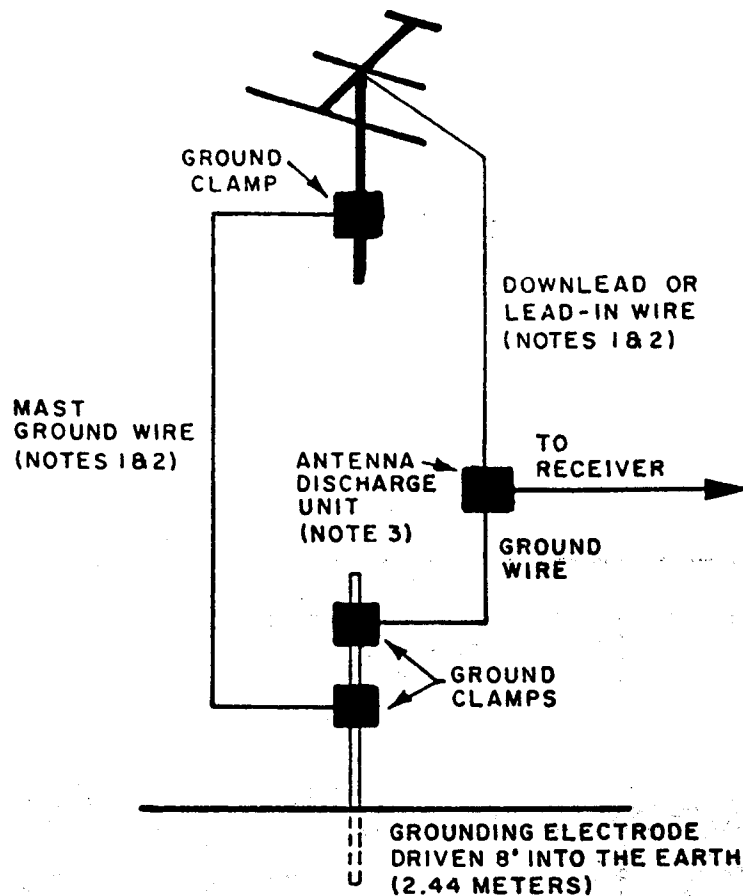 GROUND
CLAMP
DOWNLEAD OR
LEAD-IN WIRE
(NOTES 1&2)
MAST
GROUND WIRE
(NOTES 1&2)
ANTENNA
DISCHARGE
UNIT
(NOTE 3)
TO
RECEIVER
GROUND
WIRE
GROUND
CLAMPS
GROUNDING ELECTRODE
DRIVEN 8' INTO THE EARTH
(2.44 METERS)